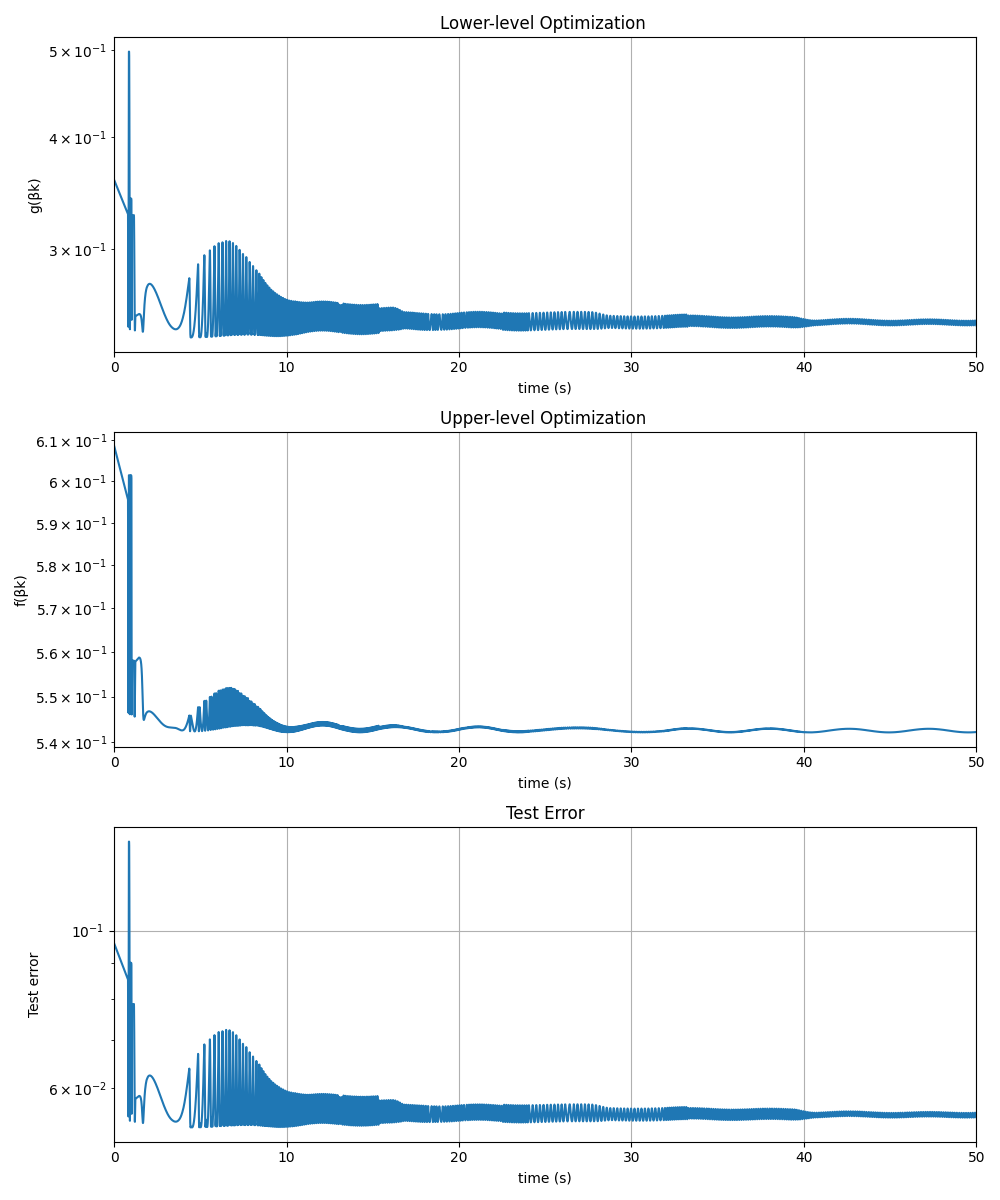 Lower-level Optimization
5 × 10⁻¹
4 × 10⁻¹
3 × 10⁻¹
g(βk)
0 10 20 30 40 50
time (s)
Upper-level Optimization
6.1 × 10⁻¹
6 × 10⁻¹
5.9 × 10⁻¹
5.8 × 10⁻¹
5.7 × 10⁻¹
5.6 × 10⁻¹
5.5 × 10⁻¹
5.4 × 10⁻¹
f(βk)
0 10 20 30 40 50
time (s)
Test Error
10⁻¹
6 × 10⁻²
Test error
0 10 20 30 40 50
time (s)